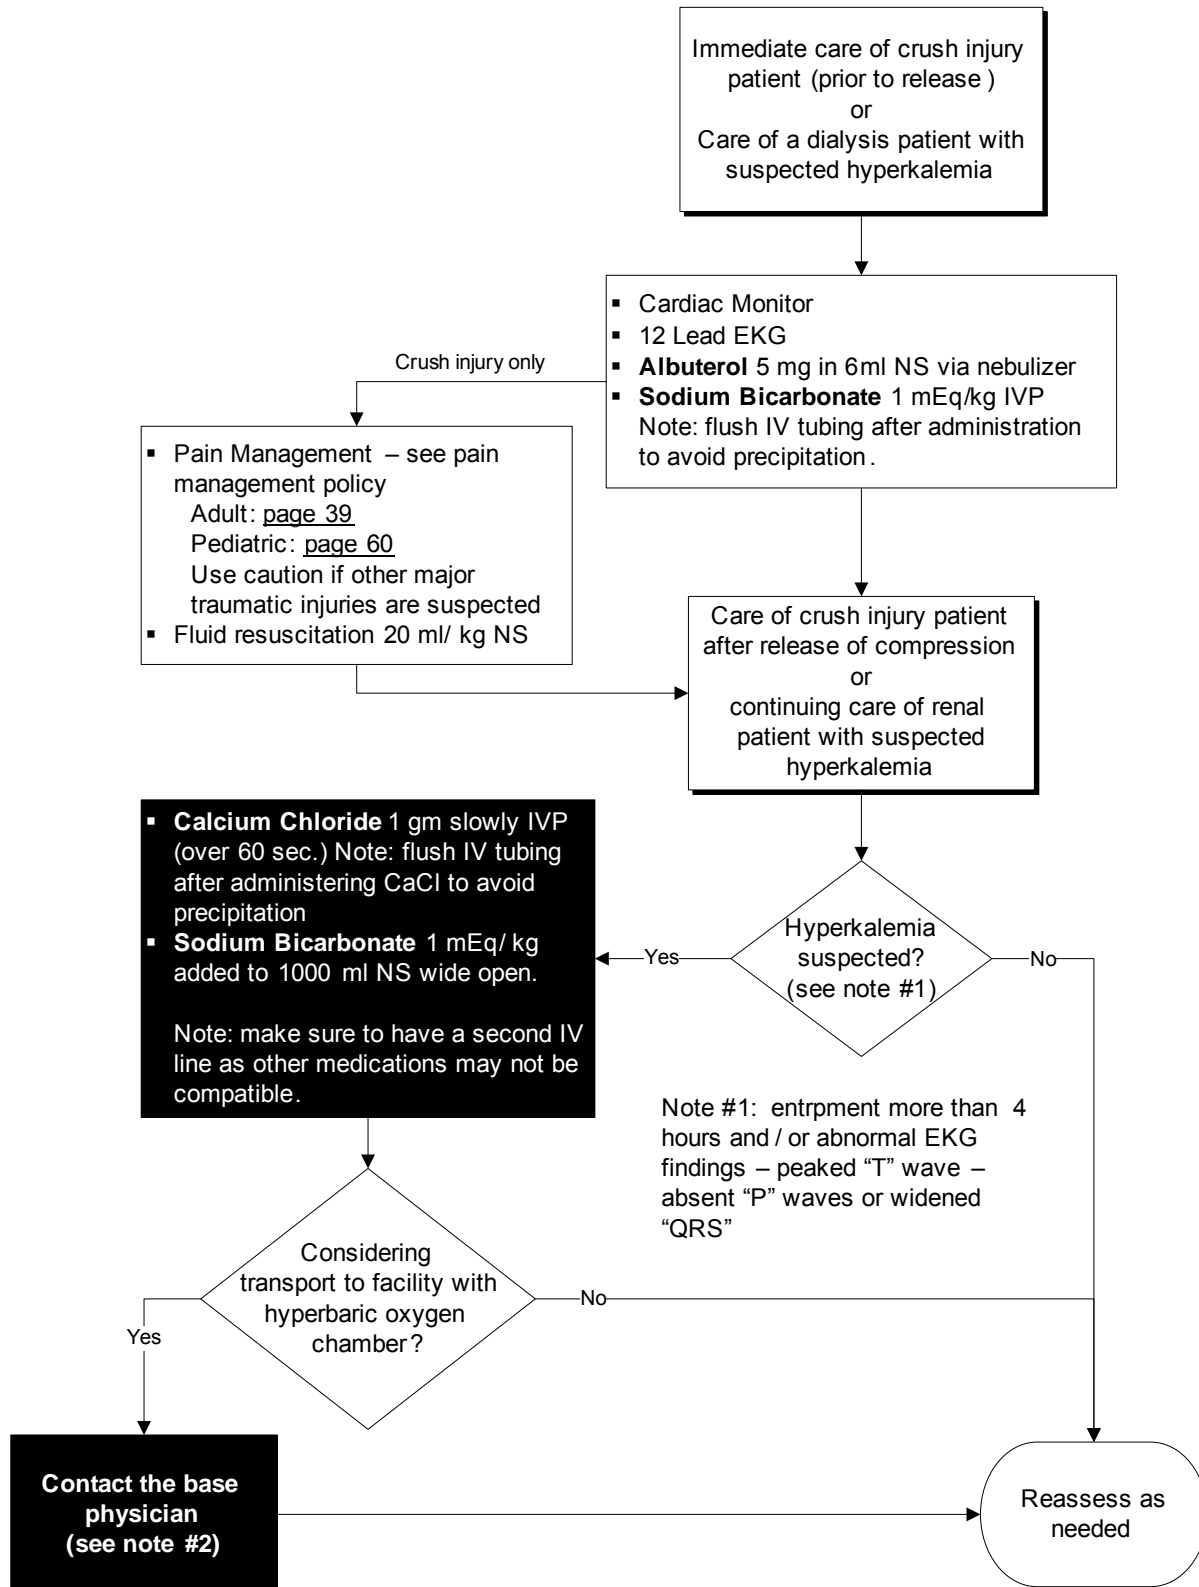 Immediate care of crush injury
patient (prior to release )
or
Care of a dialysis patient with
suspected hyperkalemia
▪ Cardiac Monitor
▪ 12 Lead EKG
▪ Albuterol 5 mg in 6ml NS via nebulizer
▪ Sodium Bicarbonate 1 mEq/kg IVP
Note: flush IV tubing after administration
to avoid precipitation .
Crush injury only
▪ Pain Management – see pain
management policy
Adult: page 39
Pediatric: page 60
Use caution if other major
traumatic injuries are suspected
▪ Fluid resuscitation 20 ml/ kg NS
Care of crush injury patient
after release of compression
or
continuing care of renal
patient with suspected
hyperkalemia
▪ Calcium Chloride 1 gm slowly IVP
(over 60 sec.) Note: flush IV tubing
after administering CaCl to avoid
precipitation
▪ Sodium Bicarbonate 1 mEq/ kg
added to 1000 ml NS wide open.
Note: make sure to have a second IV
line as other medications may not be
compatible .
Hyperkalemia
suspected?
(see note #1)
Yes
No
Note #1: entrpment more than 4
hours and / or abnormal EKG
findings – peaked “T” wave –
absent “P” waves or widened
“QRS”
Considering
transport to facility with
hyperbaric oxygen
chamber ?
No
Yes
Contact the base
physician
(see note #2)
Reassess as
needed